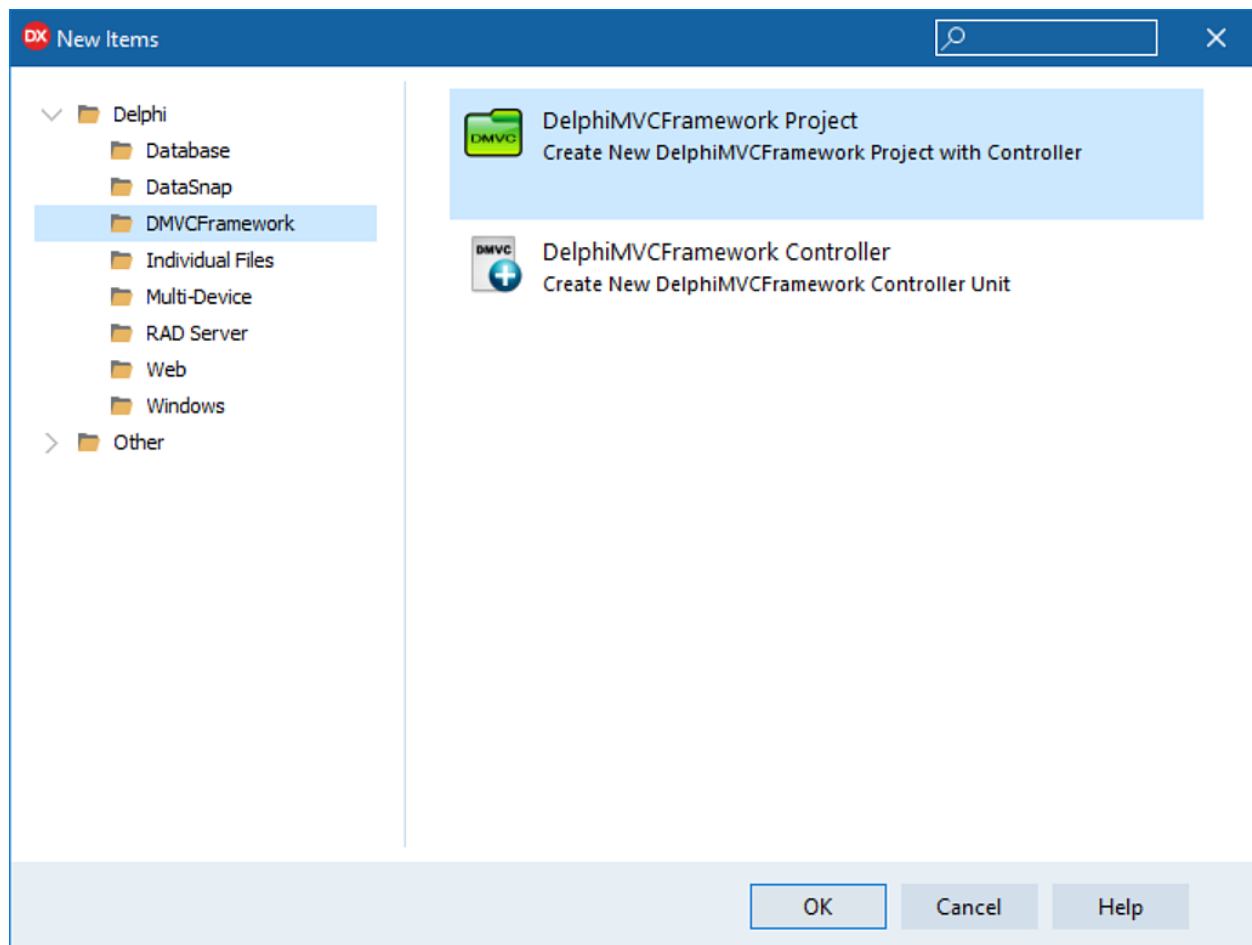 DX New Items
Delphi
Database
DataSnap
DMVCFramework
Individual Files
Multi-Device
RAD Server
Web
Windows
Other
DMVC
DelphiMVCFramework Project
Create New DelphiMVCFramework Project with Controller
DMVC
DelphiMVCFramework Controller
Create New DelphiMVCFramework Controller Unit
OK
Cancel
Help